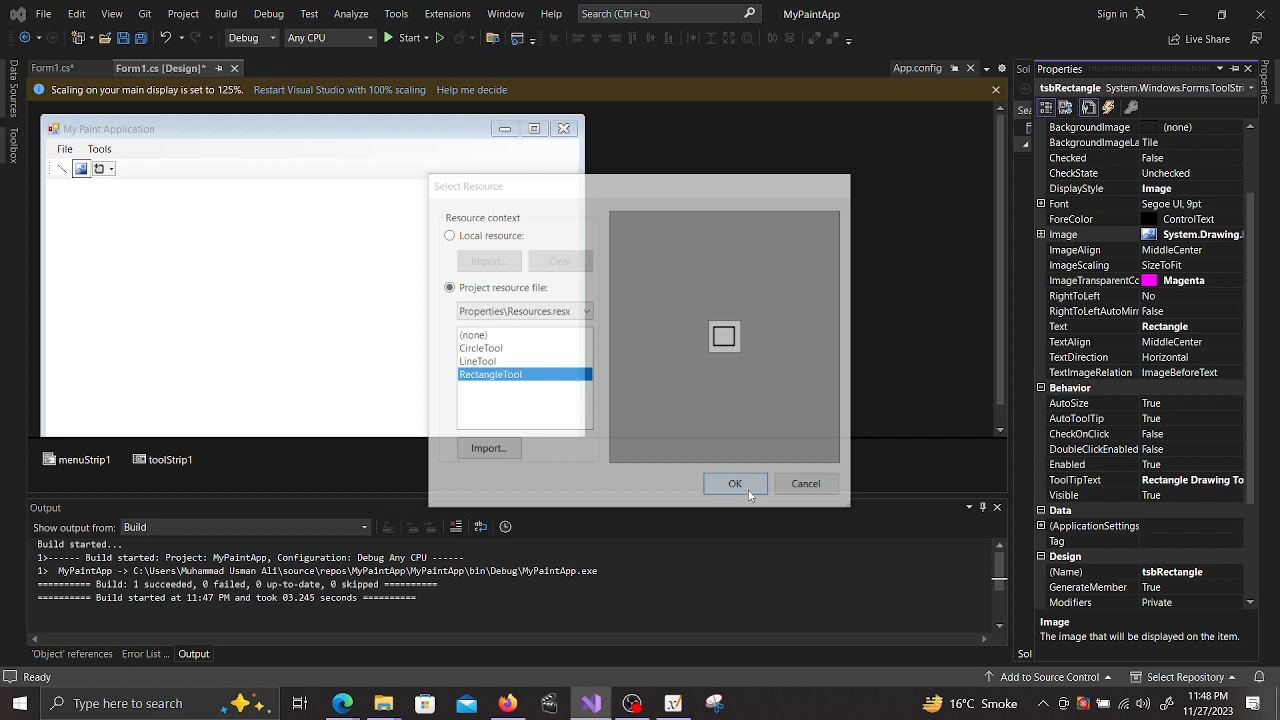 File Edit View Git Project Build Debug Test Analyze Tools Extensions Window Help Search (Ctrl+Q) MyPaintApp Sign in
Debug Any CPU Start Live Share
Form1.cs* Form1.cs [Design]* App.config Sol Properties
Scaling on your main display is set to 125%. Restart Visual Studio with 100% scaling Help me decide
tsbRectangle System.Windows.Forms.ToolStri
Data Sources
Toolbox
Properties
My Paint Application
File Tools
Select Resource
Resource context
Local resource:
Import... Clear
Project resource file:
Properties\Resources.resx
(none)
CircleTool
LineTool
RectangleTool
Import...
OK Cancel
BackgroundImage (none)
BackgroundImageLa Tile
Checked False
CheckState Unchecked
DisplayStyle Image
Font Segoe UI, 9pt
ForeColor ControlText
Image System.Drawing.
ImageAlign MiddleCenter
ImageScaling SizeToFit
ImageTransparentC Magenta
RightToLeft No
RightToLeftAutoMir False
Text Rectangle
TextAlign MiddleCenter
TextDirection Horizontal
TextImageRelation ImageBeforeText
Behavior
AutoSize True
AutoToolTip True
CheckOnClick False
DoubleClickEnabled False
Enabled True
ToolTipText Rectangle Drawing To
Visible True
Data
(ApplicationSettings
Tag
Design
(Name) tsbRectangle
GenerateMember True
Modifiers Private
Image
The image that will be displayed on the item.
menuStrip1 toolStrip1
Output
Show output from: Build
Build started...
1>------ Build started: Project: MyPaintApp, Configuration: Debug Any CPU ------
1> MyPaintApp -> C:\Users\Muhammad Usman Ali\source\repos\MyPaintApp\MyPaintApp\bin\Debug\MyPaintApp.exe
========== Build: 1 succeeded, 0 failed, 0 up-to-date, 0 skipped ==========
========== Build started at 11:47 PM and took 03.245 seconds ==========
'Object' references Error List ... Output Sol
Ready Add to Source Control Select Repository
Type here to search 16°C Smoke 11:48 PM
11/27/2023